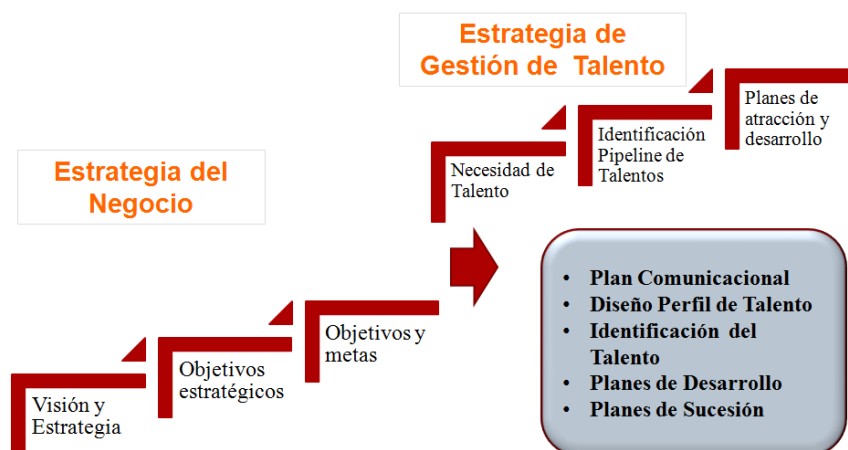 Estrategia de
Gestión de Talento
Estrategia del
Negocio
Visión y
Estrategia
Objetivos
estratégicos
Objetivos y
metas
Necesidad de
Talento
Identificación
Pipeline de
Talentos
Planes de
atracción y
desarrollo
• Plan Comunicacional
• Diseño Perfil de Talento
• Identificación del
Talento
• Planes de Desarrollo
• Planes de Sucesión